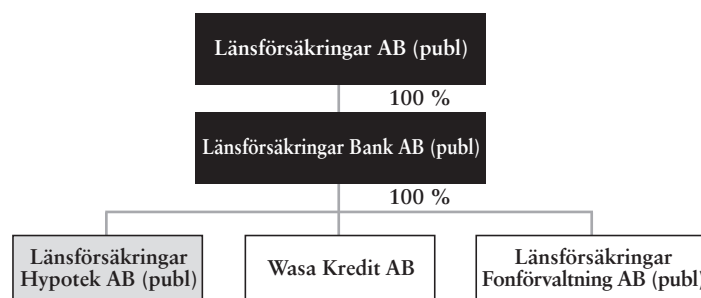 Länsförsäkringar AB (publ)
100 %
Länsförsäkringar Bank AB (publ)
100 %
Länsförsäkringar
Hypotek AB (publ)
Wasa Kredit AB
Länsförsäkringar
Fonförvaltning AB (publ)